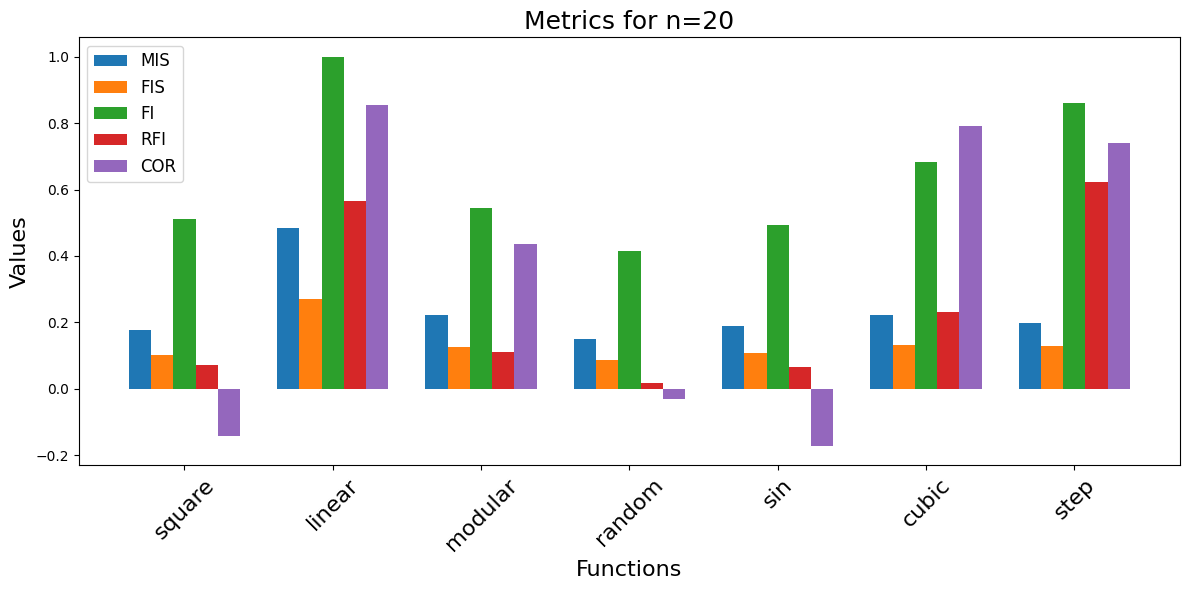 Metrics for n=20
MIS
FIS
FI
RFI
COR
1.0
0.8
0.6
0.4
0.2
0.0
−0.2
Values
square
linear
modular
random
sin
cubic
step
Functions